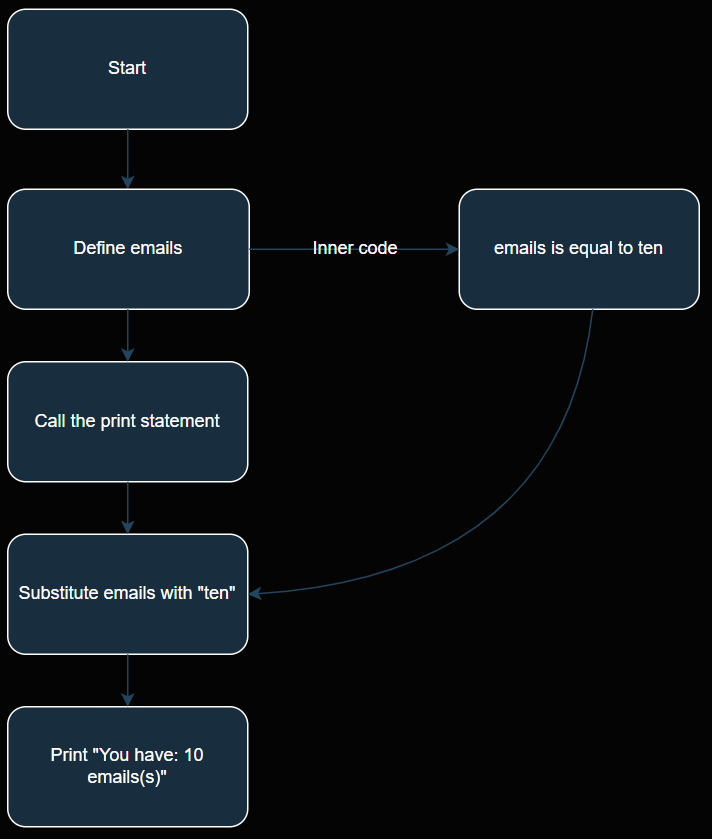 Start
Define emails
Inner code
emails is equal to ten
Call the print statement
Substitute emails with "ten"
Print "You have: 10
emails(s)"